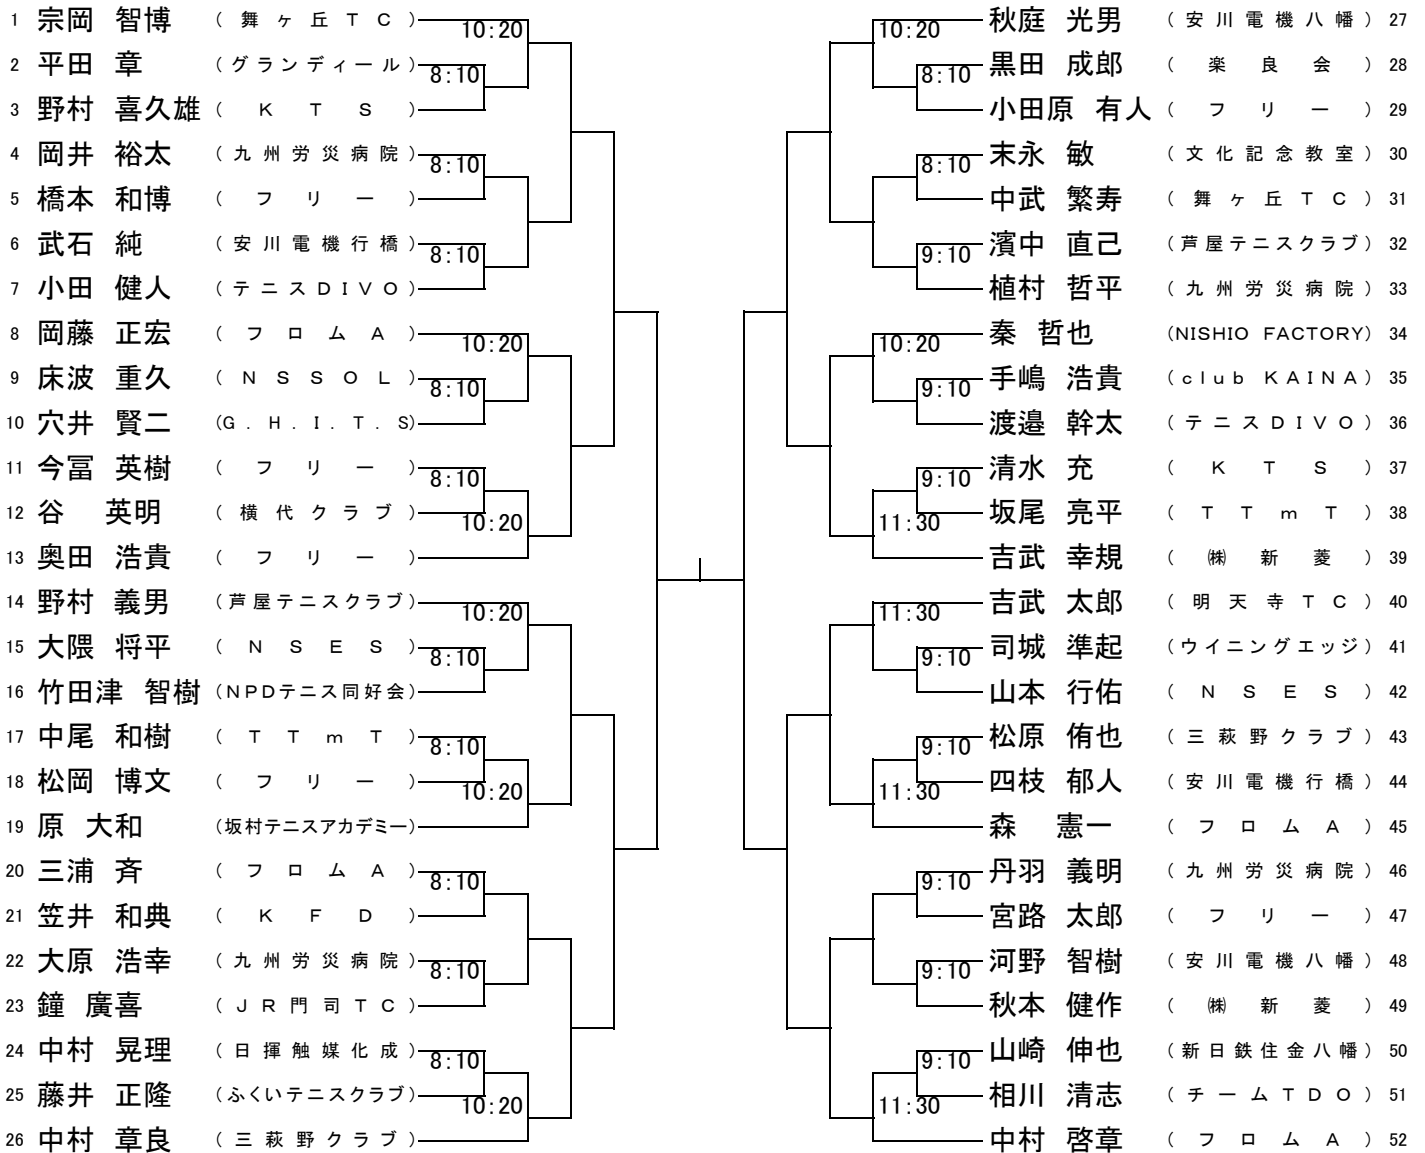 1 宗岡 智博 (舞ヶ丘TC)
10:20
2 平田 章 (グランディール)
8:10
3 野村 喜久雄 (KTS)
4 岡井 裕太 (九州労災病院)
8:10
5 橋本 和博 (フリー)
6 武石 純 (安川電機行橋)
8:10
7 小田 健人 (テニスDIVO)
8 岡藤 正宏 (フロムA)
10:20
9 床波 重久 (NSSOL)
8:10
10 穴井 賢二 (G.H.I.T.S)
11 今冨 英樹 (フリー)
8:10
12 谷 英明 (横代クラブ)
10:20
13 奥田 浩貴 (フリー)
14 野村 義男 (芦屋テニスクラブ)
10:20
15 大隈 将平 (NSES)
8:10
16 竹田津 智樹 (NPDテニス同好会)
17 中尾 和樹 (TTmT)
8:10
18 松岡 博文 (フリー)
10:20
19 原 大和 (坂村テニスアカデミー)
20 三浦 斉 (フロムA)
8:10
21 笠井 和典 (KFD)
22 大原 浩幸 (九州労災病院)
8:10
23 鐘 廣喜 (JR門司TC)
24 中村 晃理 (日揮触媒化成)
8:10
25 藤井 正隆 (ふくいテニスクラブ)
10:20
26 中村 章良 (三萩野クラブ)
秋庭 光男 (安川電機八幡) 27
10:20
黒田 成郎 (楽良会) 28
8:10
小田原 有人 (フリー) 29
末永 敏 (文化記念教室) 30
8:10
中武 繁寿 (舞ヶ丘TC) 31
濱中 直己 (芦屋テニスクラブ) 32
9:10
植村 哲平 (九州労災病院) 33
秦 哲也 (NISHIO FACTORY) 34
10:20
手嶋 浩貴 (club KAINA) 35
9:10
渡邉 幹太 (テニスDIVO) 36
清水 充 (KTS) 37
9:10
坂尾 亮平 (TTmT) 38
11:30
吉武 幸規 (㈱新菱) 39
吉武 太郎 (明天寺TC) 40
11:30
司城 準起 (ウイニングエッジ) 41
9:10
山本 行佑 (NSES) 42
松原 侑也 (三萩野クラブ) 43
9:10
四枝 郁人 (安川電機行橋) 44
11:30
森 憲一 (フロムA) 45
丹羽 義明 (九州労災病院) 46
9:10
宮路 太郎 (フリー) 47
河野 智樹 (安川電機八幡) 48
9:10
秋本 健作 (㈱新菱) 49
山崎 伸也 (新日鉄住金八幡) 50
9:10
相川 清志 (チームTDO) 51
11:30
中村 啓章 (フロムA) 52